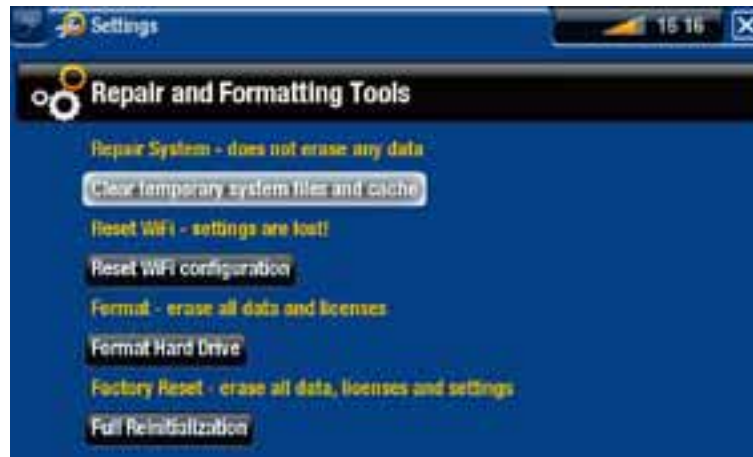 Settings
15 16
Repair and Formatting Tools
Repair System - does not erase any data
Clear temporary system files and cache
Reset WiFi - settings are lost!
Reset WiFi configuration
Format - erase all data and licenses
Format Hard Drive
Factory Reset - erase all data, licenses and settings
Full Reinitialization